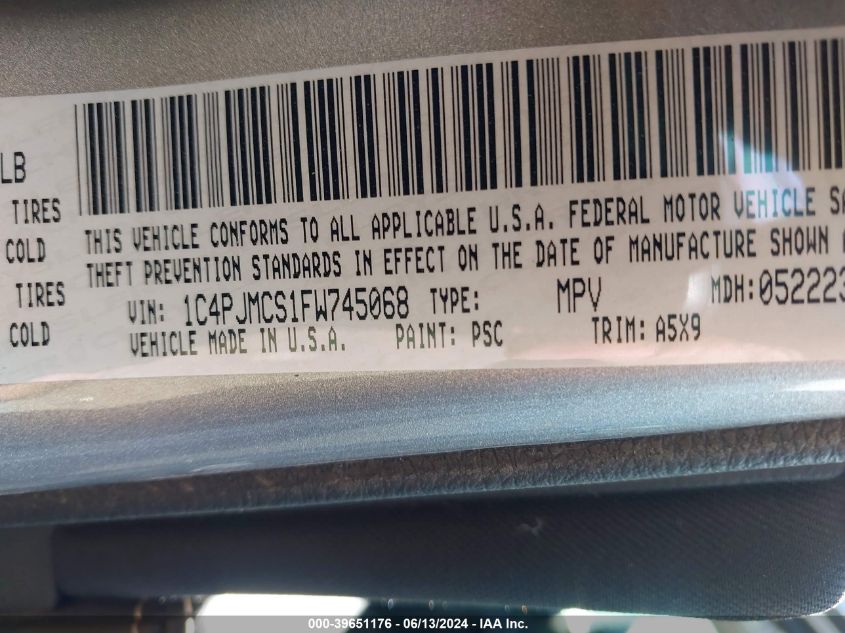 LB
TIRES
COLD
TIRES
COLD
THIS VEHICLE CONFORMS TO ALL APPLICABLE U.S.A. FEDERAL MOTOR VEHICLE
THEFT PREVENTION STANDARDS IN EFFECT ON THE DATE OF MANUFACTURE SHOWN
VIN: 1C4PJMCS1FW745068 TYPE: MPV MDH:052223
VEHICLE MADE IN U.S.A. PAINT: PSC TRIM: A5X9
000-39651176 - 06/13/2024 - IAA Inc.